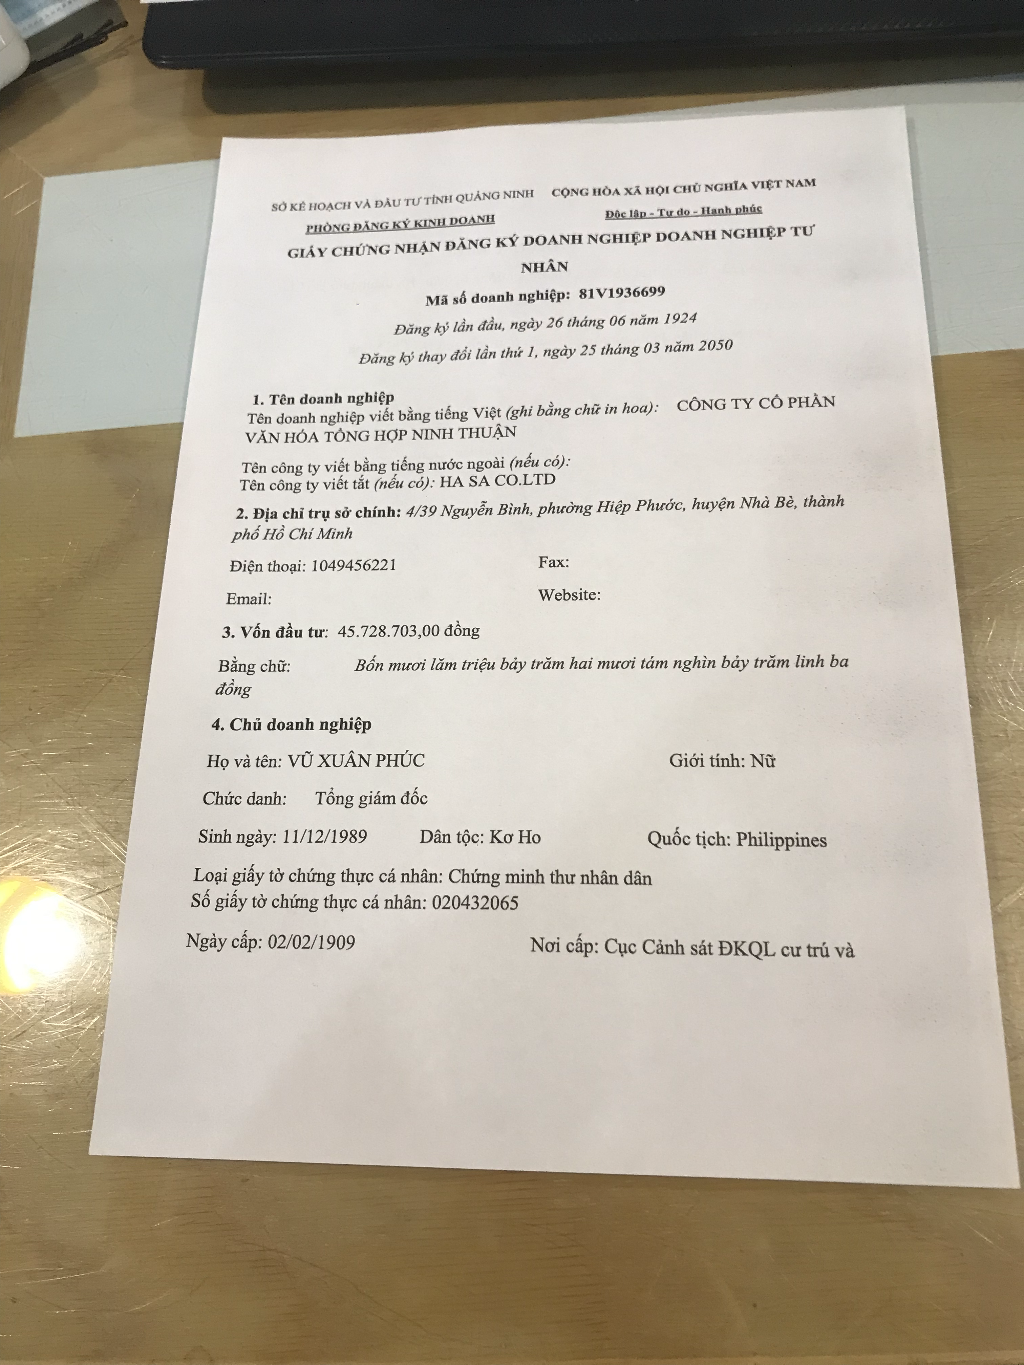 SỞ KẾ HOẠCH VÀ ĐẦU TƯ TỈNH QUẢNG NINH CỘNG HÒA XÃ HỘI CHỦ NGHĨA VIỆT NAM
PHÒNG ĐĂNG KÝ KINH DOANH Độc lập - Tự do - Hạnh phúc
GIẤY CHỨNG NHẬN ĐĂNG KÝ DOANH NGHIỆP DOANH NGHIỆP TƯ
NHÂN
Mã số doanh nghiệp: 81V1936699
Đăng ký lần đầu, ngày 26 tháng 06 năm 1924
Đăng ký thay đổi lần thứ 1, ngày 25 tháng 03 năm 2050
1. Tên doanh nghiệp
Tên doanh nghiệp viết bằng tiếng Việt (ghi bằng chữ in hoa): CÔNG TY CỔ PHẦN
VĂN HÓA TỔNG HỢP NINH THUẬN
Tên công ty viết bằng tiếng nước ngoài (nếu có):
Tên công ty viết tắt (nếu có): HA SA CO.LTD
2. Địa chỉ trụ sở chính: 4/39 Nguyễn Bình, phường Hiệp Phước, huyện Nhà Bè, thành
phố Hồ Chí Minh
Điện thoại: 1049456221 Fax:
Email: Website:
3. Vốn đầu tư: 45.728.703,00 đồng
Bằng chữ: Bốn mươi lăm triệu bảy trăm hai mươi tám nghìn bảy trăm linh ba
đồng
4. Chủ doanh nghiệp
Họ và tên: VŨ XUÂN PHÚC Giới tính: Nữ
Chức danh: Tổng giám đốc
Sinh ngày: 11/12/1989 Dân tộc: Kơ Ho Quốc tịch: Philippines
Loại giấy tờ chứng thực cá nhân: Chứng minh thư nhân dân
Số giấy tờ chứng thực cá nhân: 020432065
Ngày cấp: 02/02/1909 Nơi cấp: Cục Cảnh sát ĐKQL cư trú và